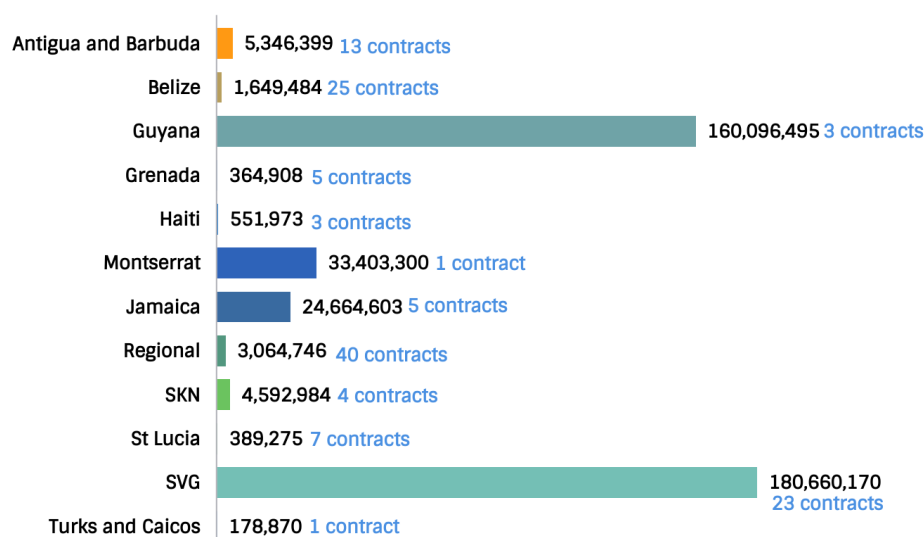 Antigua and Barbuda 5,346,399 13 contracts
Belize 1,649,484 25 contracts
Guyana 160,096,495 3 contracts
Grenada 364,908 5 contracts
Haiti 551,973 3 contracts
Montserrat 33,403,300 1 contract
Jamaica 24,664,603 5 contracts
Regional 3,064,746 40 contracts
SKN 4,592,984 4 contracts
St Lucia 389,275 7 contracts
SVG 180,660,170
23 contracts
Turks and Caicos 178,870 1 contract